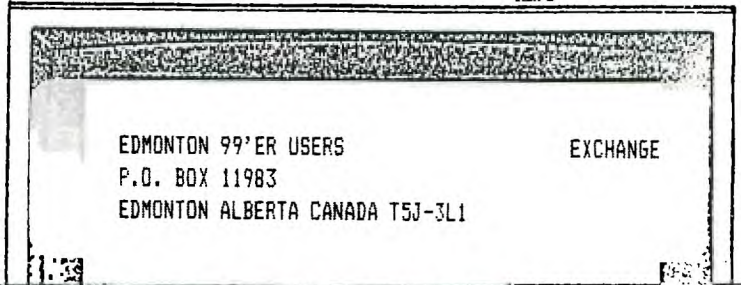 EDMONTON 99'ER USERS EXCHANGE
P.O. BOX 11983
EDMONTON ALBERTA CANADA T5J-3L1